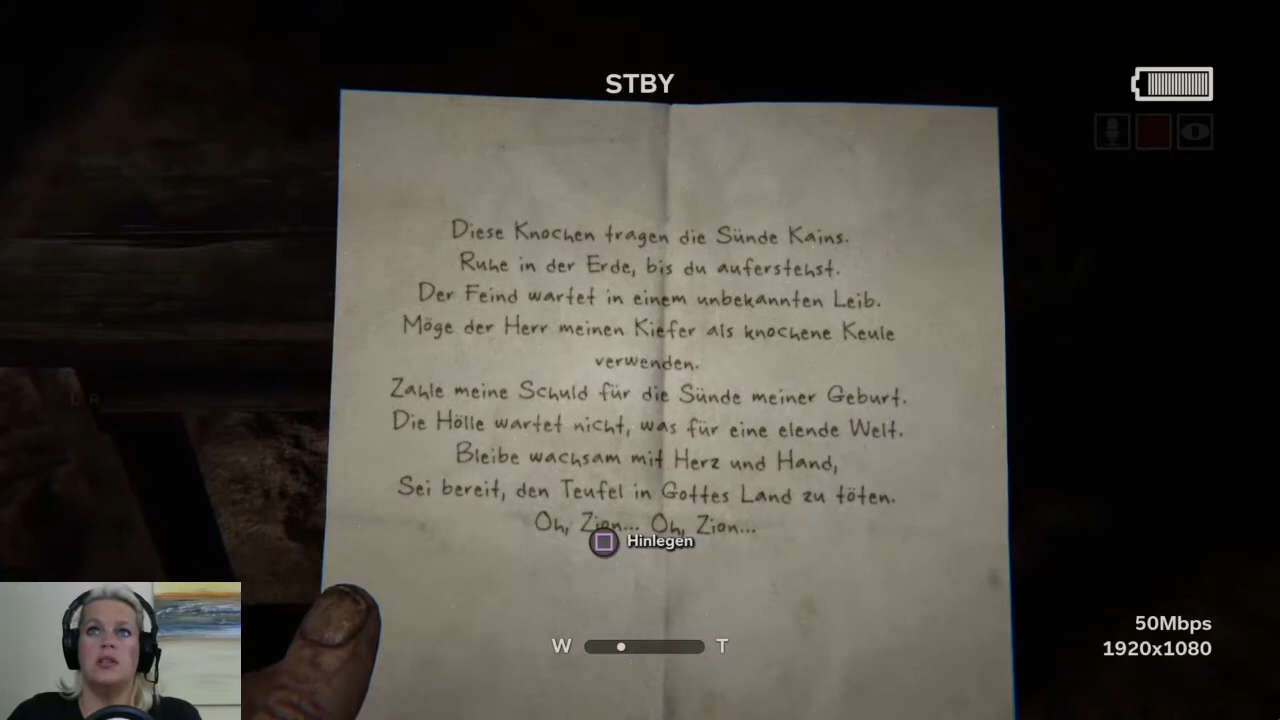 STBY
Diese Knochen tragen die Sünde Kains.
Ruhe in der Erde, bis du auferstehst.
Der Feind wartet in einem unbekannten Leib.
Möge der Herr meinen Kiefer als knochene Keule
verwenden.
Zahle meine Schuld für die Sünde meiner Geburt.
Die Hölle wartet nicht, was für eine elende Welt.
Bleibe wachsam mit Herz und Hand,
Sei bereit, den Teufel in Gottes Land zu töten.
Oh, Zion... Oh, Zion...
Hinlegen
L R
50Mbps
W T
1920x1080